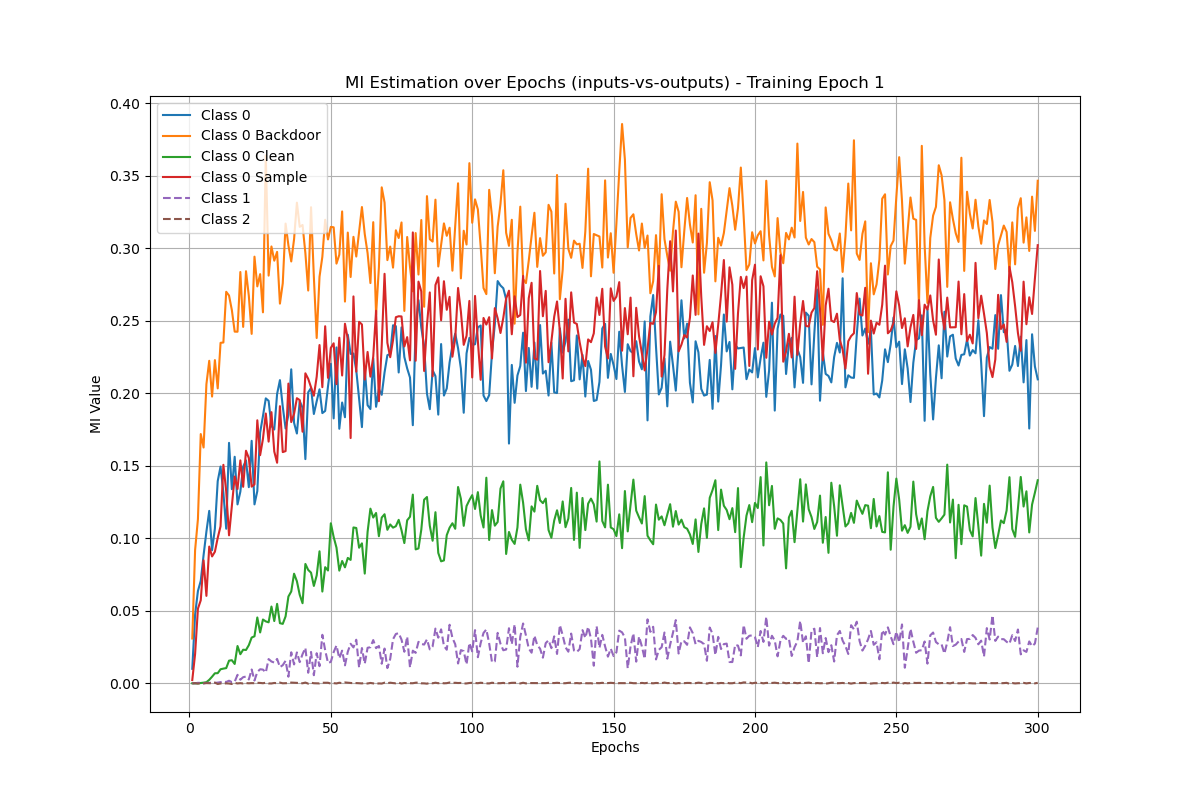 MI Estimation over Epochs (inputs-vs-outputs) - Training Epoch 1
0.40
0.35
0.30
0.25
0.20
0.15
0.10
0.05
0.00
MI Value
Class 0
Class 0 Backdoor
Class 0 Clean
Class 0 Sample
Class 1
Class 2
0 50 100 150 200 250 300
Epochs